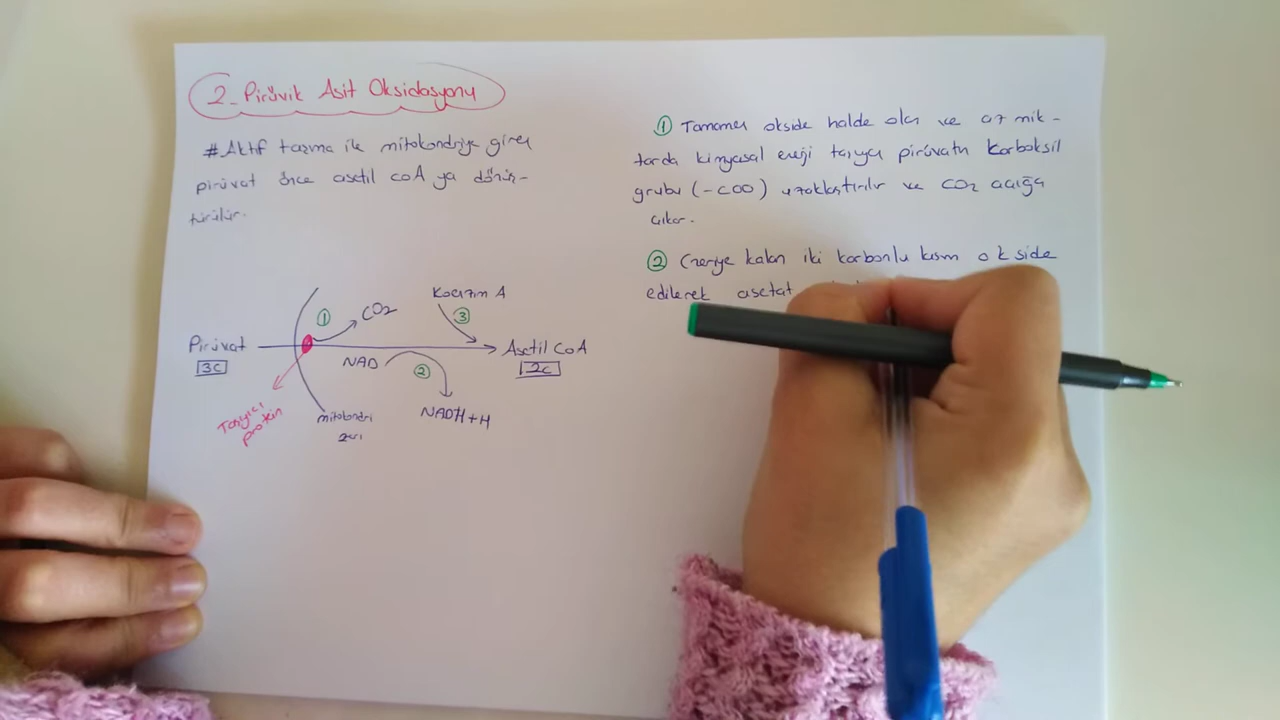 2- Pirüvik Asit Oksidasyonu
#Aktif taşıma ile mitokondriye giren
pirüvat önce asetil coA ya dönüş-
türülür.
Pirüvat
3C
Taşıyıcı
protein
1
CO2
mitokondri
zarı
NAD
2
NADH+H
Koenzim A
3
Asetil CoA
2C
1 Tamamen okside halde olan ve az mik-
tarda kimyasal enerji taşıyan pirüvatın karboksil
grubu (-COO) uzaklaştırılır ve CO2 açığa
çıkar.
2 Geriye kalan iki karbonlu kısım okside
edilerek asetat